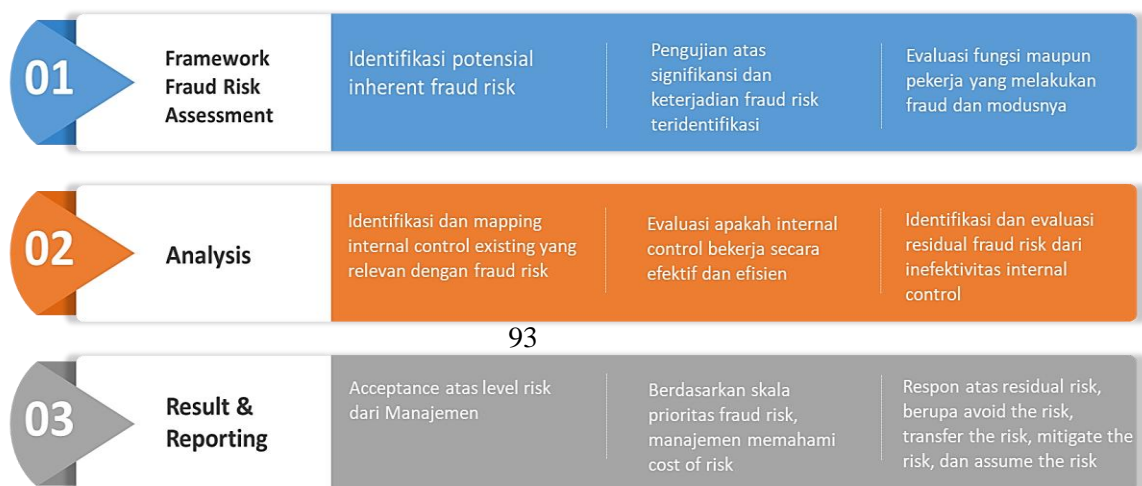 01
Framework
Fraud Risk
Assessment
Identifikasi potensial
inherent fraud risk
Pengujian atas
signifikansi dan
keterjadian fraud risk
teridentifikasi
Evaluasi fungsi maupun
pekerja yang melakukan
fraud dan modusnya
02
Analysis
Identifikasi dan mapping
internal control existing yang
relevan dengan fraud risk
Evaluasi apakah internal
control bekerja secara
efektif dan efisien
Identifikasi dan evaluasi
residual fraud risk dari
inefektivitas internal
control
93
03
Result &
Reporting
Acceptance atas level risk
dari Manajemen
Berdasarkan skala
prioritas fraud risk,
manajemen memahami
cost of risk
Respon atas residual risk,
berupa avoid the risk,
transfer the risk, mitigate the
risk, dan assume the risk